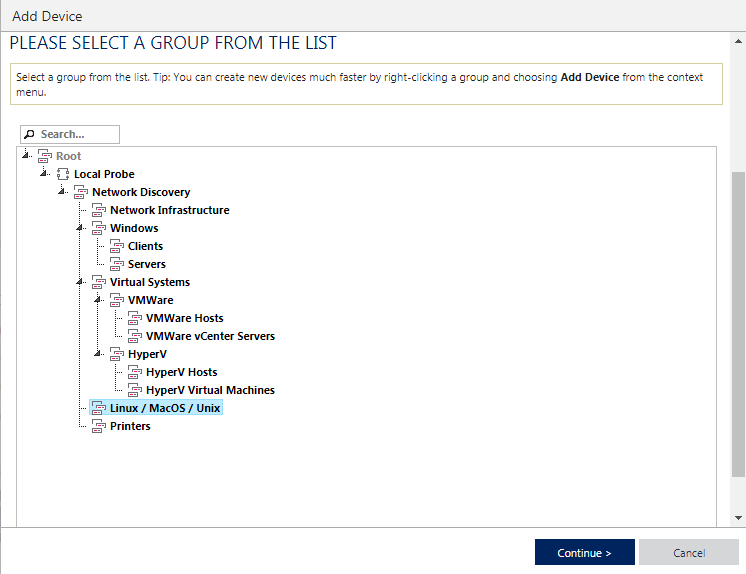 Add Device
PLEASE SELECT A GROUP FROM THE LIST
Select a group from the list. Tip: You can create new devices much faster by right-clicking a group and choosing Add Device from the context
menu.
Search...
Root
Local Probe
Network Discovery
Network Infrastructure
Windows
Clients
Servers
Virtual Systems
VMWare
VMWare Hosts
VMWare vCenter Servers
HyperV
HyperV Hosts
HyperV Virtual Machines
Linux / MacOS / Unix
Printers
Continue >
Cancel